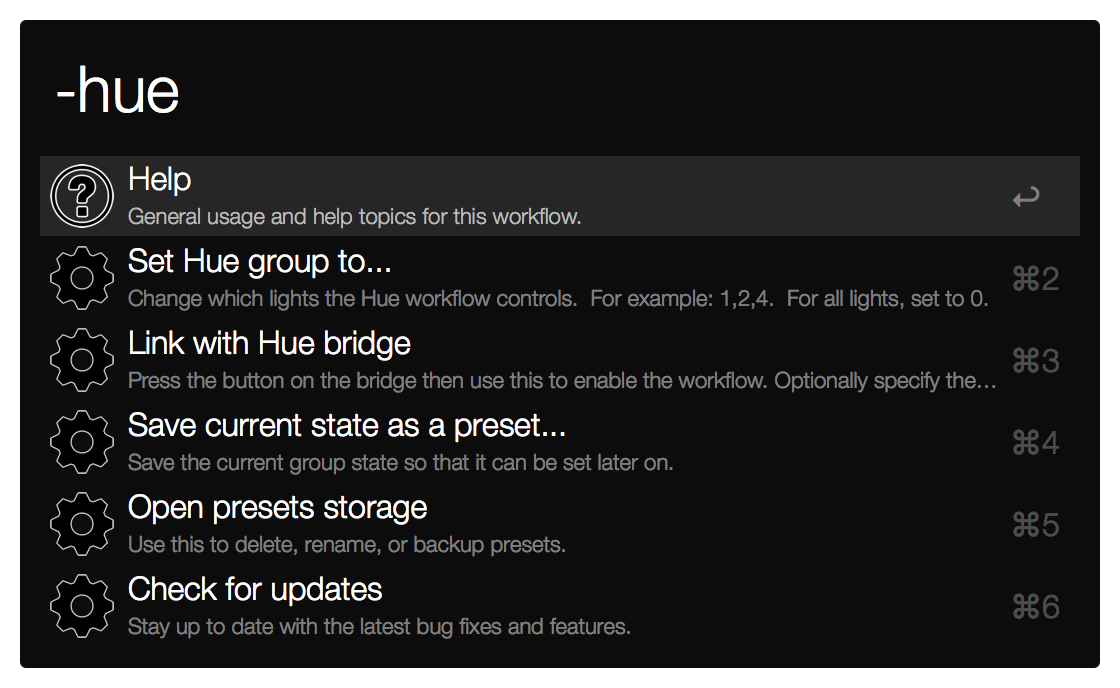 -hue
Help
General usage and help topics for this workflow.
Set Hue group to...
⌘2
Change which lights the Hue workflow controls.  For example: 1,2,4.  For all lights, set to 0.
Link with Hue bridge
⌘3
Press the button on the bridge then use this to enable the workflow. Optionally specify the...
Save current state as a preset...
⌘4
Save the current group state so that it can be set later on.
Open presets storage
⌘5
Use this to delete, rename, or backup presets.
Check for updates
⌘6
Stay up to date with the latest bug fixes and features.